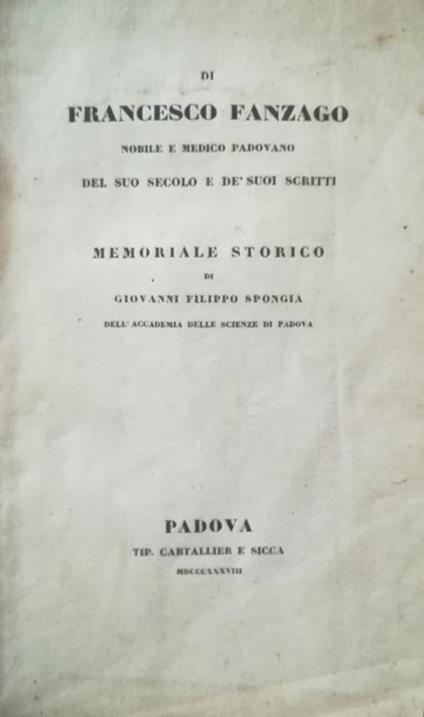 DI
FRANCESCO FANZAGO
NOBILE E MEDICO PADOVANO
DEL SUO SECOLO E DE' SUOI SCRITTI
MEMORIALE STORICO
DI
GIOVANNI FILIPPO SPONGIA
DELL'ACCADEMIA DELLE SCIENZE DI PADOVA
PADOVA
TIP. CARTALLIER E SICCA
MDCCCXXXVIII